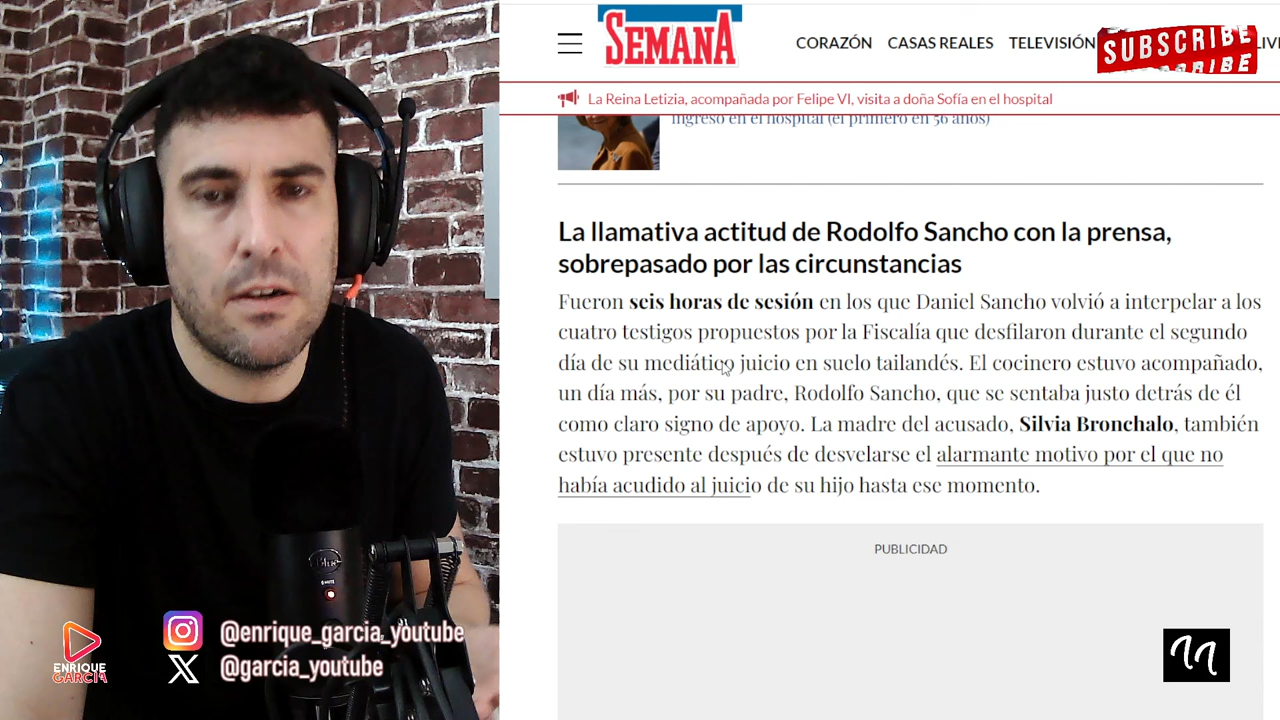 SEMANA
CORAZÓN CASAS REALES TELEVISIÓN
SUBSCRIBE
La Reina Letizia, acompañada por Felipe VI, visita a doña Sofía en el hospital
ingreso en el hospital (el primero en 56 años)
La llamativa actitud de Rodolfo Sancho con la prensa,
sobrepasado por las circunstancias
Fueron seis horas de sesión en los que Daniel Sancho volvió a interpelar a los
cuatro testigos propuestos por la Fiscalía que desfilaron durante el segundo
día de su mediático juicio en suelo tailandés. El cocinero estuvo acompañado,
un día más, por su padre, Rodolfo Sancho, que se sentaba justo detrás de él
como claro signo de apoyo. La madre del acusado, Silvia Bronchalo, también
estuvo presente después de desvelarse el alarmante motivo por el que no
había acudido al juicio de su hijo hasta ese momento.
PUBLICIDAD
Blue
MUTE
ENRIQUE
GARCIA
@enrique_garcia_youtube
@garcia_youtube